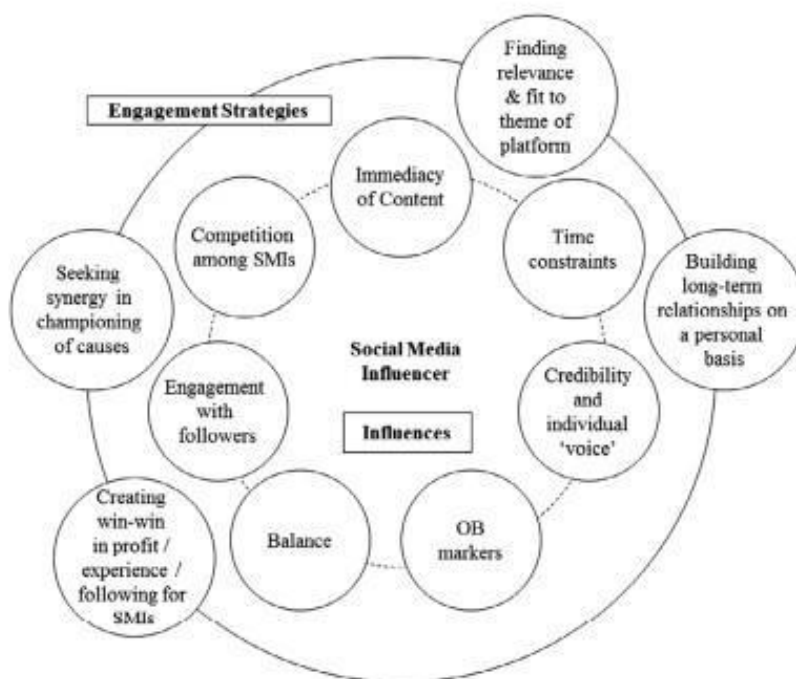 Finding
relevance
& fit to
theme of
platform
Engagement Strategies
Immediacy
of Content
Competition
among SMIs
Time
constraints
Seeking
synergy in
championing
of causes
Building
long-term
relationships on
a personal
basis
Social Media
Influencer
Engagement
with
followers
Credibility
and
individual
‘voice’
Influences
Creating
win-win
in profit /
experience /
following for
SMIs
Balance
OB
markers